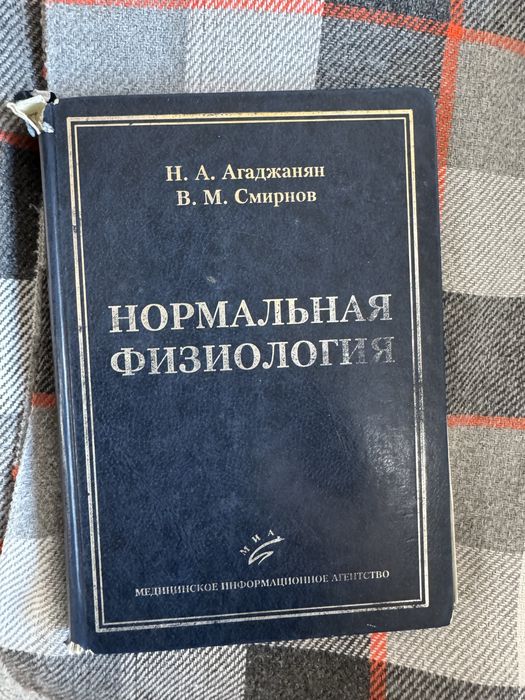 Н. А. Агаджанян
В. М. Смирнов
НОРМАЛЬНАЯ
ФИЗИОЛОГИЯ
МИА
МЕДИЦИНСКОЕ ИНФОРМАЦИОННОЕ АГЕНТСТВО